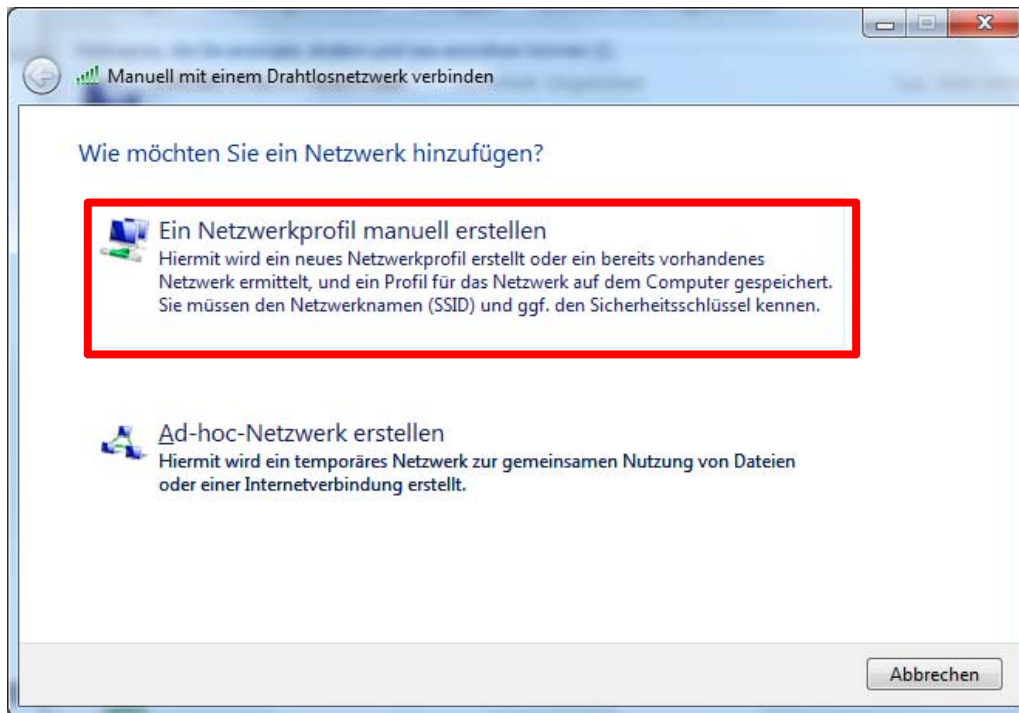 Manuell mit einem Drahtlosnetzwerk verbinden
Wie möchten Sie ein Netzwerk hinzufügen?
Ein Netzwerkprofil manuell erstellen
Hiermit wird ein neues Netzwerkprofil erstellt oder ein bereits vorhandenes
Netzwerk ermittelt, und ein Profil für das Netzwerk auf dem Computer gespeichert.
Sie müssen den Netzwerknamen (SSID) und ggf. den Sicherheitsschlüssel kennen.
Ad-hoc-Netzwerk erstellen
Hiermit wird ein temporäres Netzwerk zur gemeinsamen Nutzung von Dateien
oder einer Internetverbindung erstellt.
Abbrechen